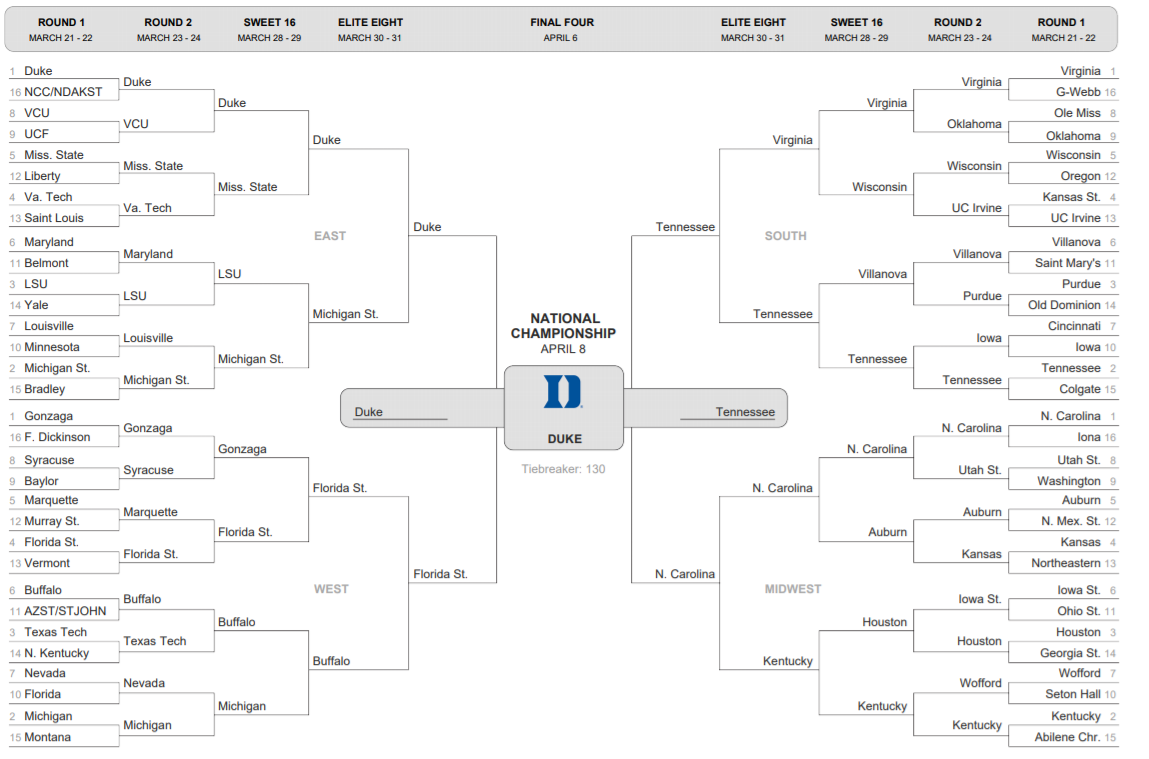 ROUND 1 ROUND 2 SWEET 16 ELITE EIGHT FINAL FOUR ELITE EIGHT SWEET 16 ROUND 2 ROUND 1
MARCH 21 - 22 MARCH 23 - 24 MARCH 28 - 29 MARCH 30 - 31 APRIL 6 MARCH 30 - 31 MARCH 28 - 29 MARCH 23 - 24 MARCH 21 - 22
1 Duke
16 NCC/NDAKST
8 VCU
9 UCF
5 Miss. State
12 Liberty
4 Va. Tech
13 Saint Louis
6 Maryland
11 Belmont
3 LSU
14 Yale
7 Louisville
10 Minnesota
2 Michigan St.
15 Bradley
1 Gonzaga
16 F. Dickinson
8 Syracuse
9 Baylor
5 Marquette
12 Murray St.
4 Florida St.
13 Vermont
6 Buffalo
11 AZST/STJOHN
3 Texas Tech
14 N. Kentucky
7 Nevada
10 Florida
2 Michigan
15 Montana
Duke
VCU
Miss. State
Va. Tech
Maryland
LSU
Louisville
Michigan St.
Gonzaga
Syracuse
Marquette
Florida St.
Buffalo
Texas Tech
Nevada
Michigan
Duke
Miss. State
LSU
Michigan St.
Gonzaga
Florida St.
Buffalo
Michigan
Duke
EAST
Michigan St.
Florida St.
WEST
Buffalo
Duke
Florida St.
NATIONAL
CHAMPIONSHIP
APRIL 8
Duke
DUKE
Tennessee
Tiebreaker: 130
Tennessee
N. Carolina
Virginia
SOUTH
Tennessee
N. Carolina
MIDWEST
Kentucky
Virginia
Wisconsin
Villanova
Tennessee
N. Carolina
Auburn
Houston
Kentucky
Virginia
Oklahoma
Wisconsin
UC Irvine
Villanova
Purdue
Iowa
Tennessee
N. Carolina
Utah St.
Auburn
Kansas
Iowa St.
Houston
Wofford
Kentucky
Virginia 1
G-Webb 16
Ole Miss 8
Oklahoma 9
Wisconsin 5
Oregon 12
Kansas St. 4
UC Irvine 13
Villanova 6
Saint Mary's 11
Purdue 3
Old Dominion 14
Cincinnati 7
Iowa 10
Tennessee 2
Colgate 15
N. Carolina 1
Iona 16
Utah St. 8
Washington 9
Auburn 5
N. Mex. St. 12
Kansas 4
Northeastern 13
Iowa St. 6
Ohio St. 11
Houston 3
Georgia St. 14
Wofford 7
Seton Hall 10
Kentucky 2
Abilene Chr. 15